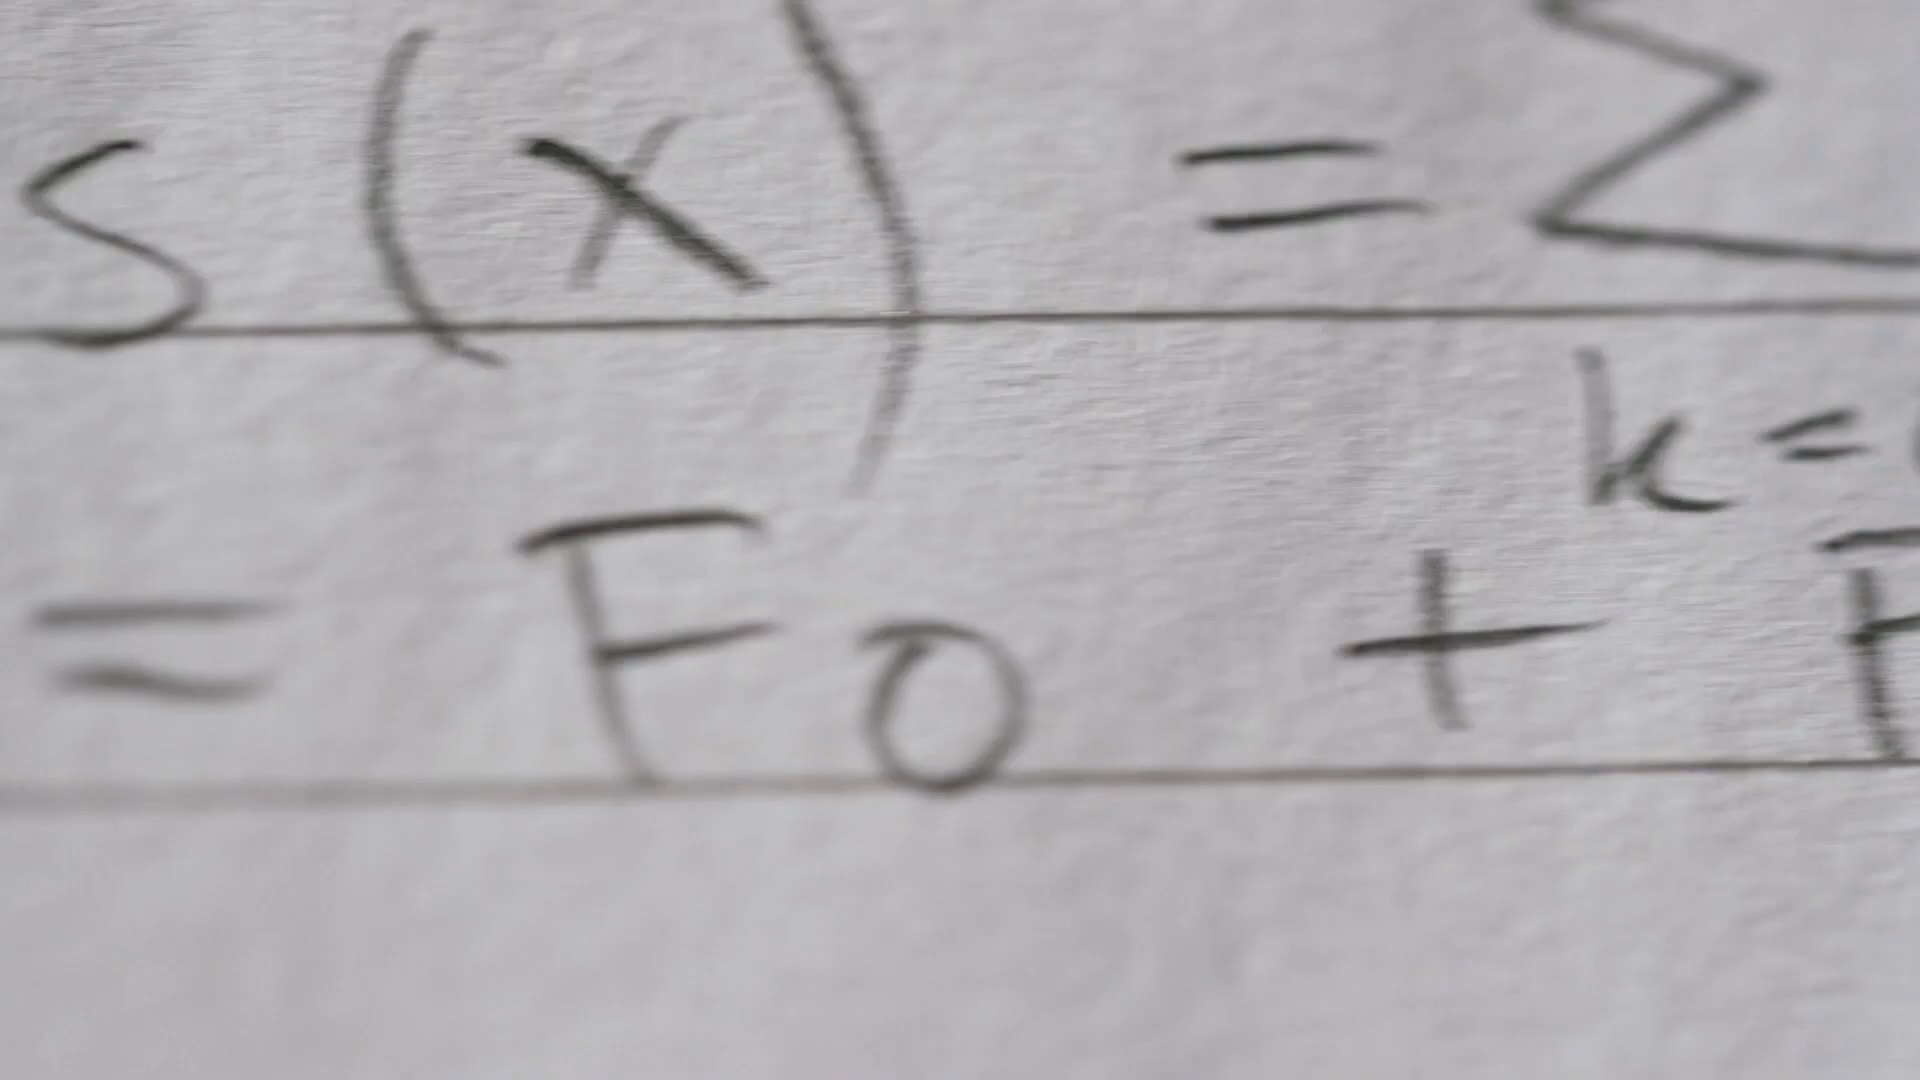 s(x) = Σ
k=
= F0 + F